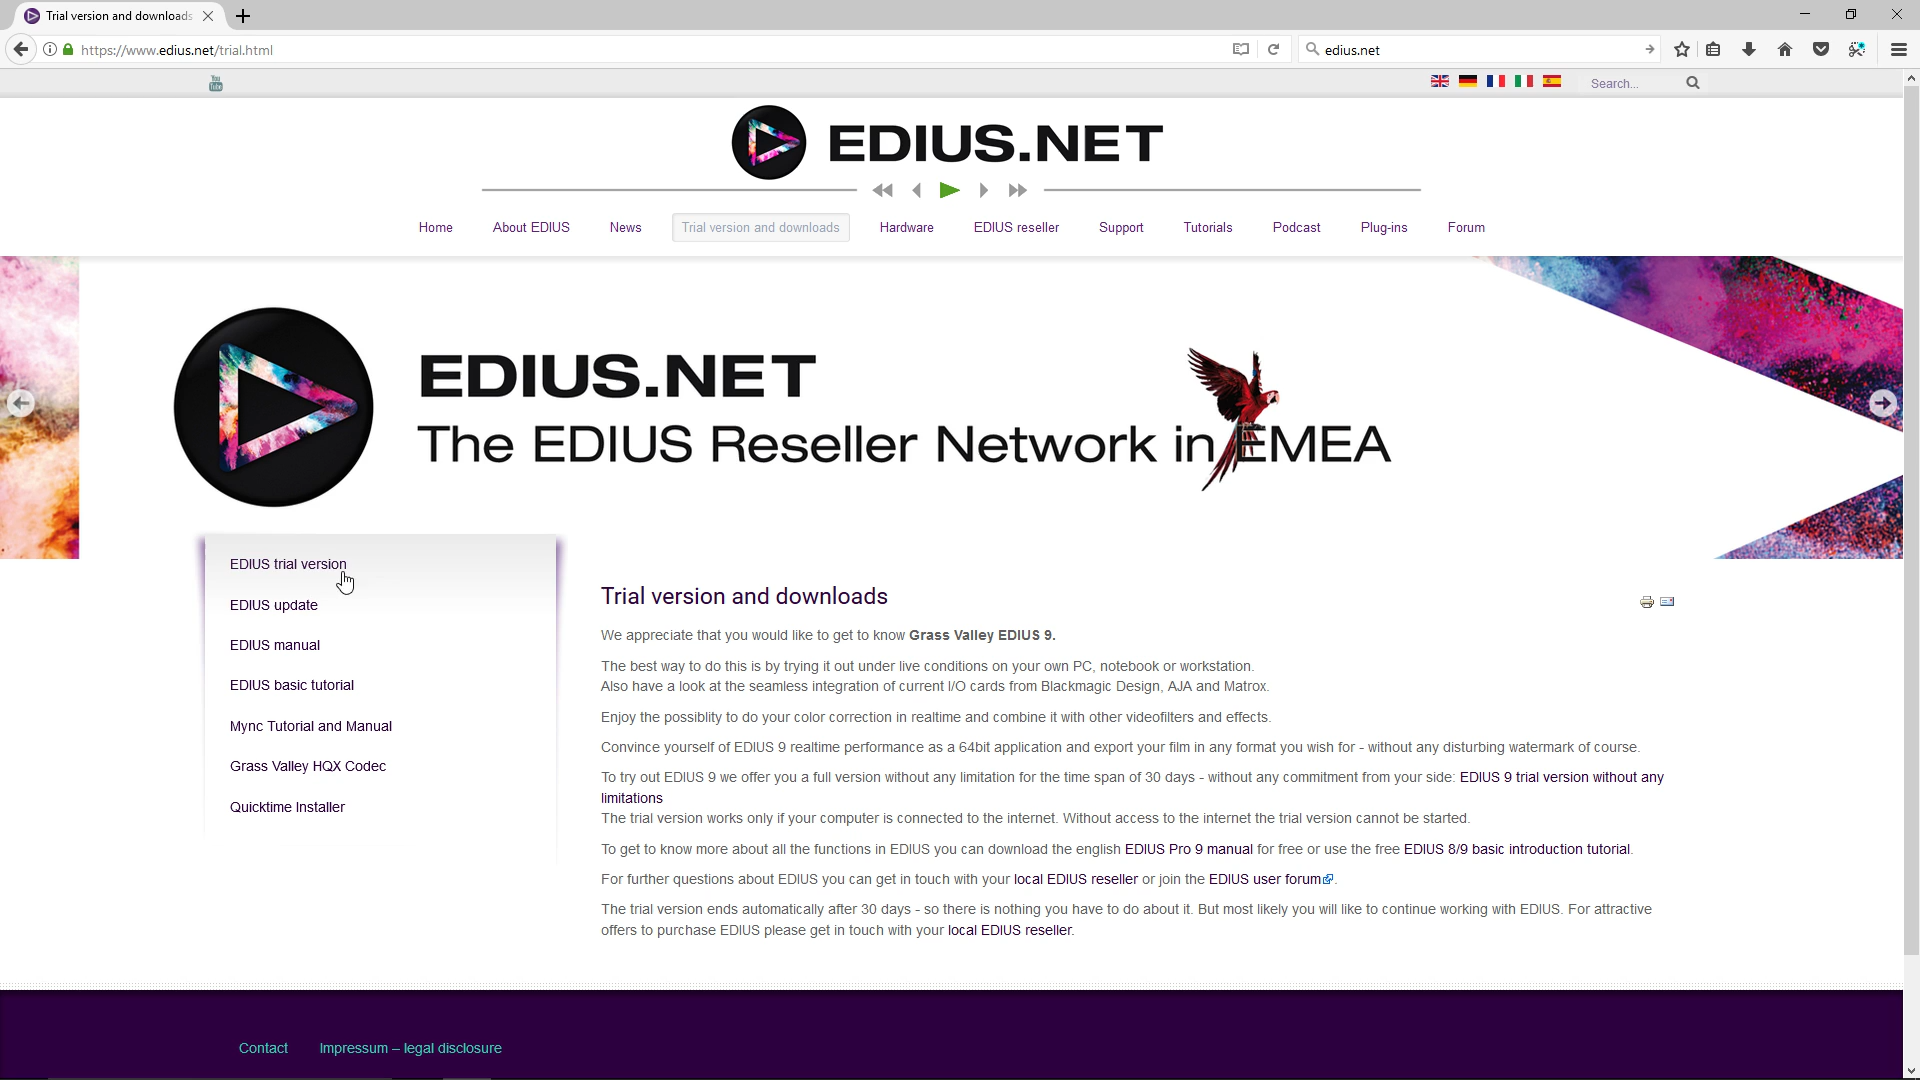 Trial version and downloads
https://www.edius.net/trial.html
edius.net
You
Tube
Search...
EDIUS.NET
Home About EDIUS News Trial version and downloads Hardware EDIUS reseller Support Tutorials Podcast Plug-ins Forum
EDIUS.NET
The EDIUS Reseller Network in EMEA
EDIUS trial version
EDIUS update
EDIUS manual
EDIUS basic tutorial
Mync Tutorial and Manual
Grass Valley HQX Codec
Quicktime Installer
Trial version and downloads
We appreciate that you would like to get to know Grass Valley EDIUS 9.
The best way to do this is by trying it out under live conditions on your own PC, notebook or workstation.
Also have a look at the seamless integration of current I/O cards from Blackmagic Design, AJA and Matrox.
Enjoy the possiblity to do your color correction in realtime and combine it with other videofilters and effects.
Convince yourself of EDIUS 9 realtime performance as a 64bit application and export your film in any format you wish for - without any disturbing watermark of course.
To try out EDIUS 9 we offer you a full version without any limitation for the time span of 30 days - without any commitment from your side: EDIUS 9 trial version without any
limitations
The trial version works only if your computer is connected to the internet. Without access to the internet the trial version cannot be started.
To get to know more about all the functions in EDIUS you can download the english EDIUS Pro 9 manual for free or use the free EDIUS 8/9 basic introduction tutorial.
For further questions about EDIUS you can get in touch with your local EDIUS reseller or join the EDIUS user forum.
The trial version ends automatically after 30 days - so there is nothing you have to do about it. But most likely you will like to continue working with EDIUS. For attractive
offers to purchase EDIUS please get in touch with your local EDIUS reseller.
Contact Impressum – legal disclosure